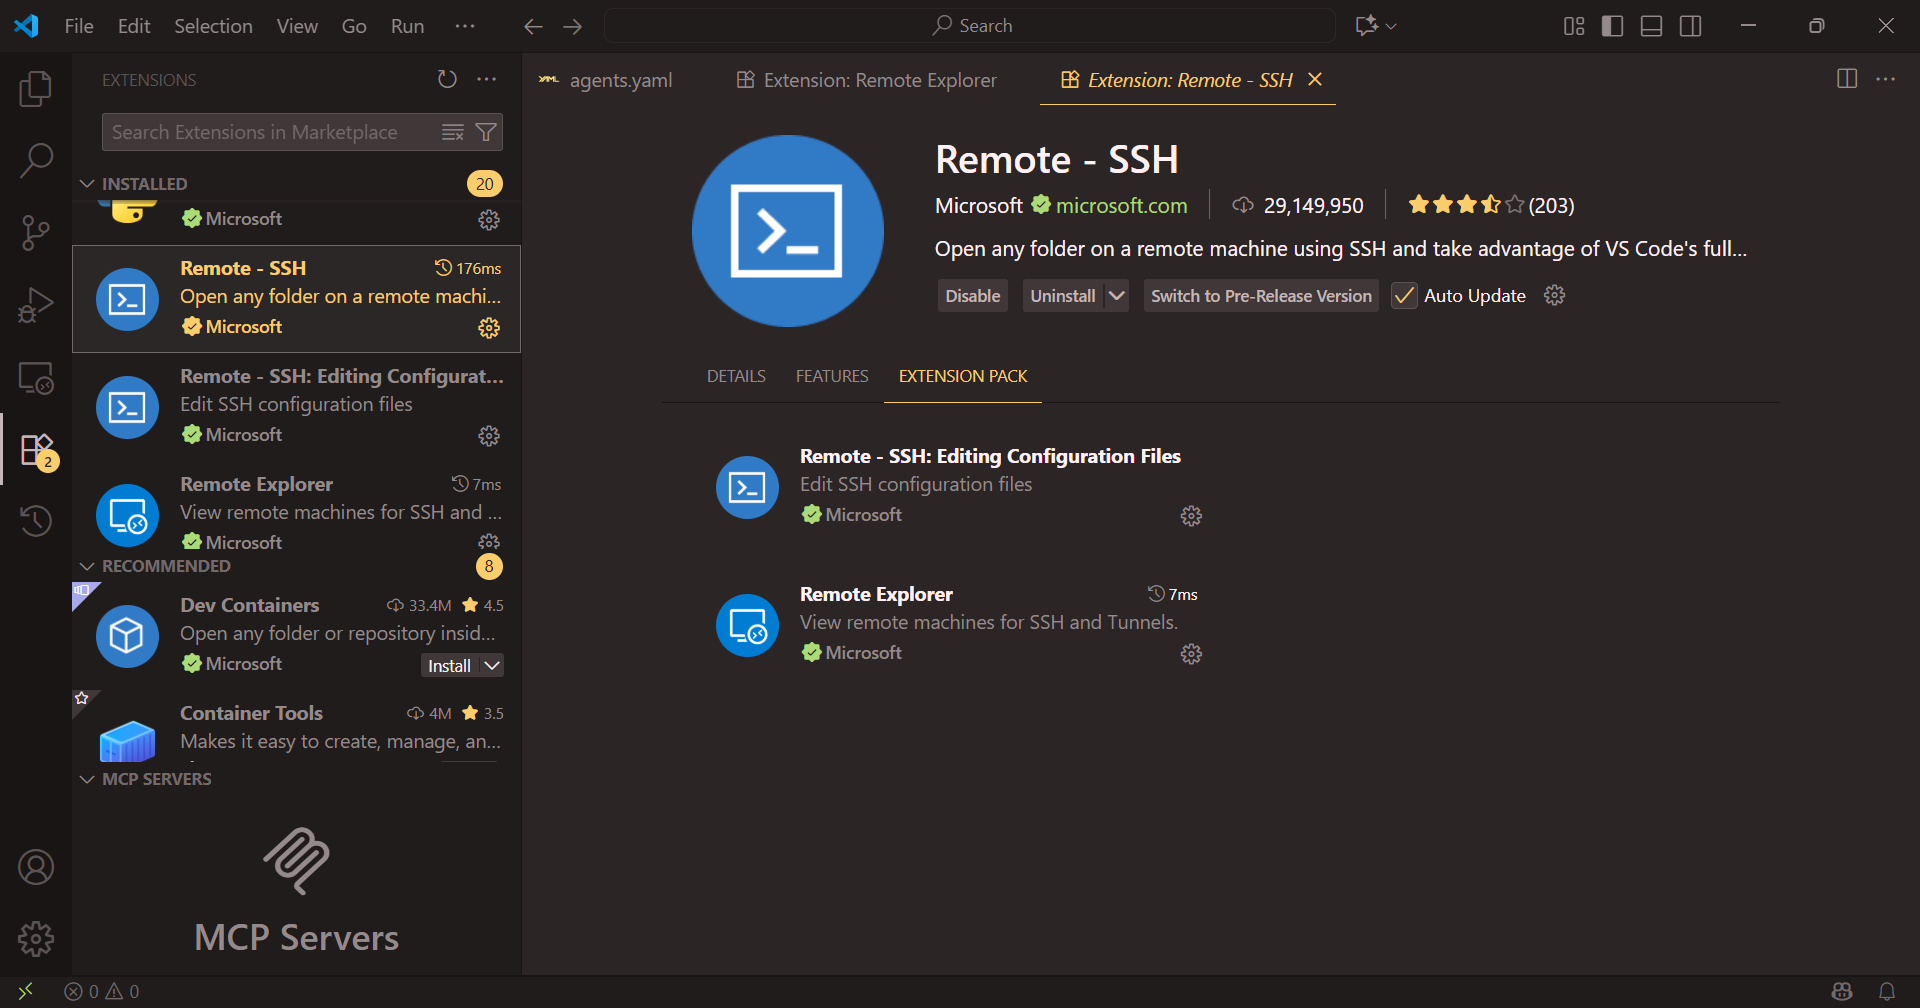 File Edit Selection View Go Run ··· Search
EXTENSIONS
Search Extensions in Marketplace
INSTALLED 20
Microsoft
Remote - SSH 176ms
Open any folder on a remote machi...
Microsoft
Remote - SSH: Editing Configurat...
Edit SSH configuration files
Microsoft
Remote Explorer 7ms
View remote machines for SSH and ...
Microsoft
RECOMMENDED 8
Dev Containers 33.4M 4.5
Open any folder or repository insid...
Microsoft Install
Container Tools 4M 3.5
Makes it easy to create, manage, an...
MCP SERVERS
MCP Servers
2
YAML agents.yaml Extension: Remote Explorer Extension: Remote - SSH
Remote - SSH
Microsoft microsoft.com 29,149,950 (203)
Open any folder on a remote machine using SSH and take advantage of VS Code's full...
Disable Uninstall Switch to Pre-Release Version Auto Update
DETAILS FEATURES EXTENSION PACK
Remote - SSH: Editing Configuration Files
Edit SSH configuration files
Microsoft
Remote Explorer 7ms
View remote machines for SSH and Tunnels.
Microsoft
0 0